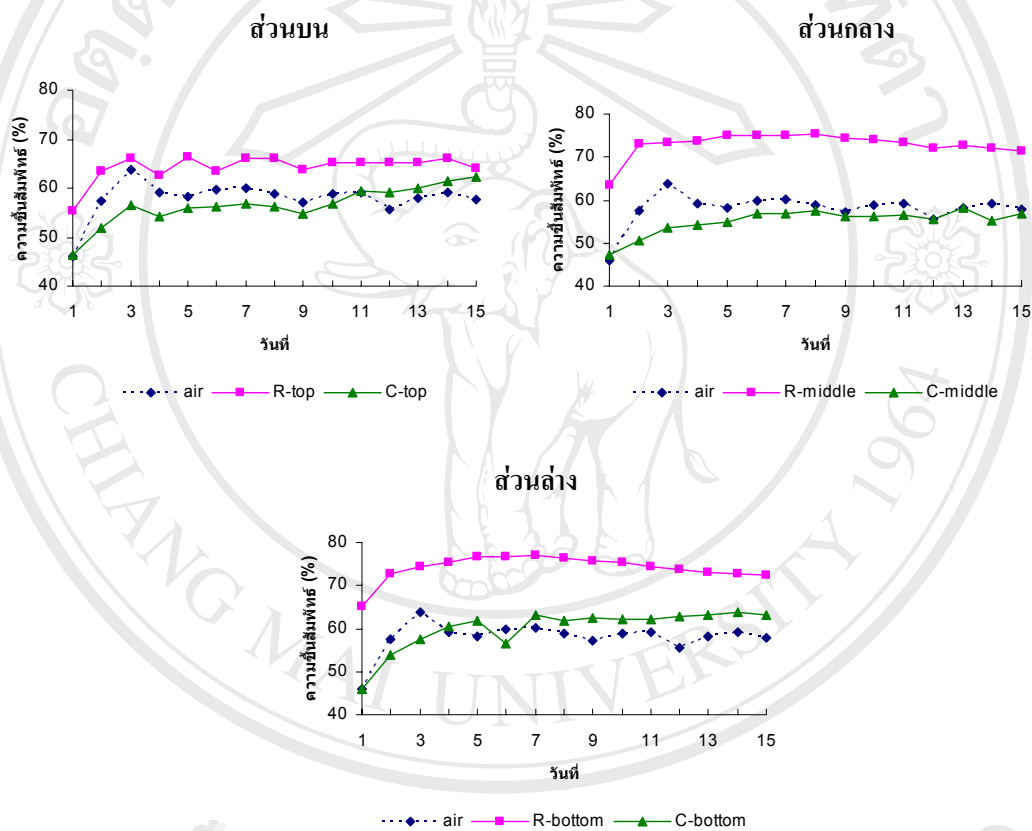 ส่วนบน
ความชื้นสัมพัทธ์ (%)
80
70
60
50
40
1 3 5 7 9 11 13 15
วันที่
air R-top C-top
ส่วนกลาง
ความชื้นสัมพัทธ์ (%)
80
70
60
50
40
1 3 5 7 9 11 13 15
วันที่
air R-middle C-middle
ส่วนล่าง
ความชื้นสัมพัทธ์ (%)
80
70
60
50
40
1 3 5 7 9 11 13 15
วันที่
air R-bottom C-bottom
CHIANG MAI UNIVERSITY 1964